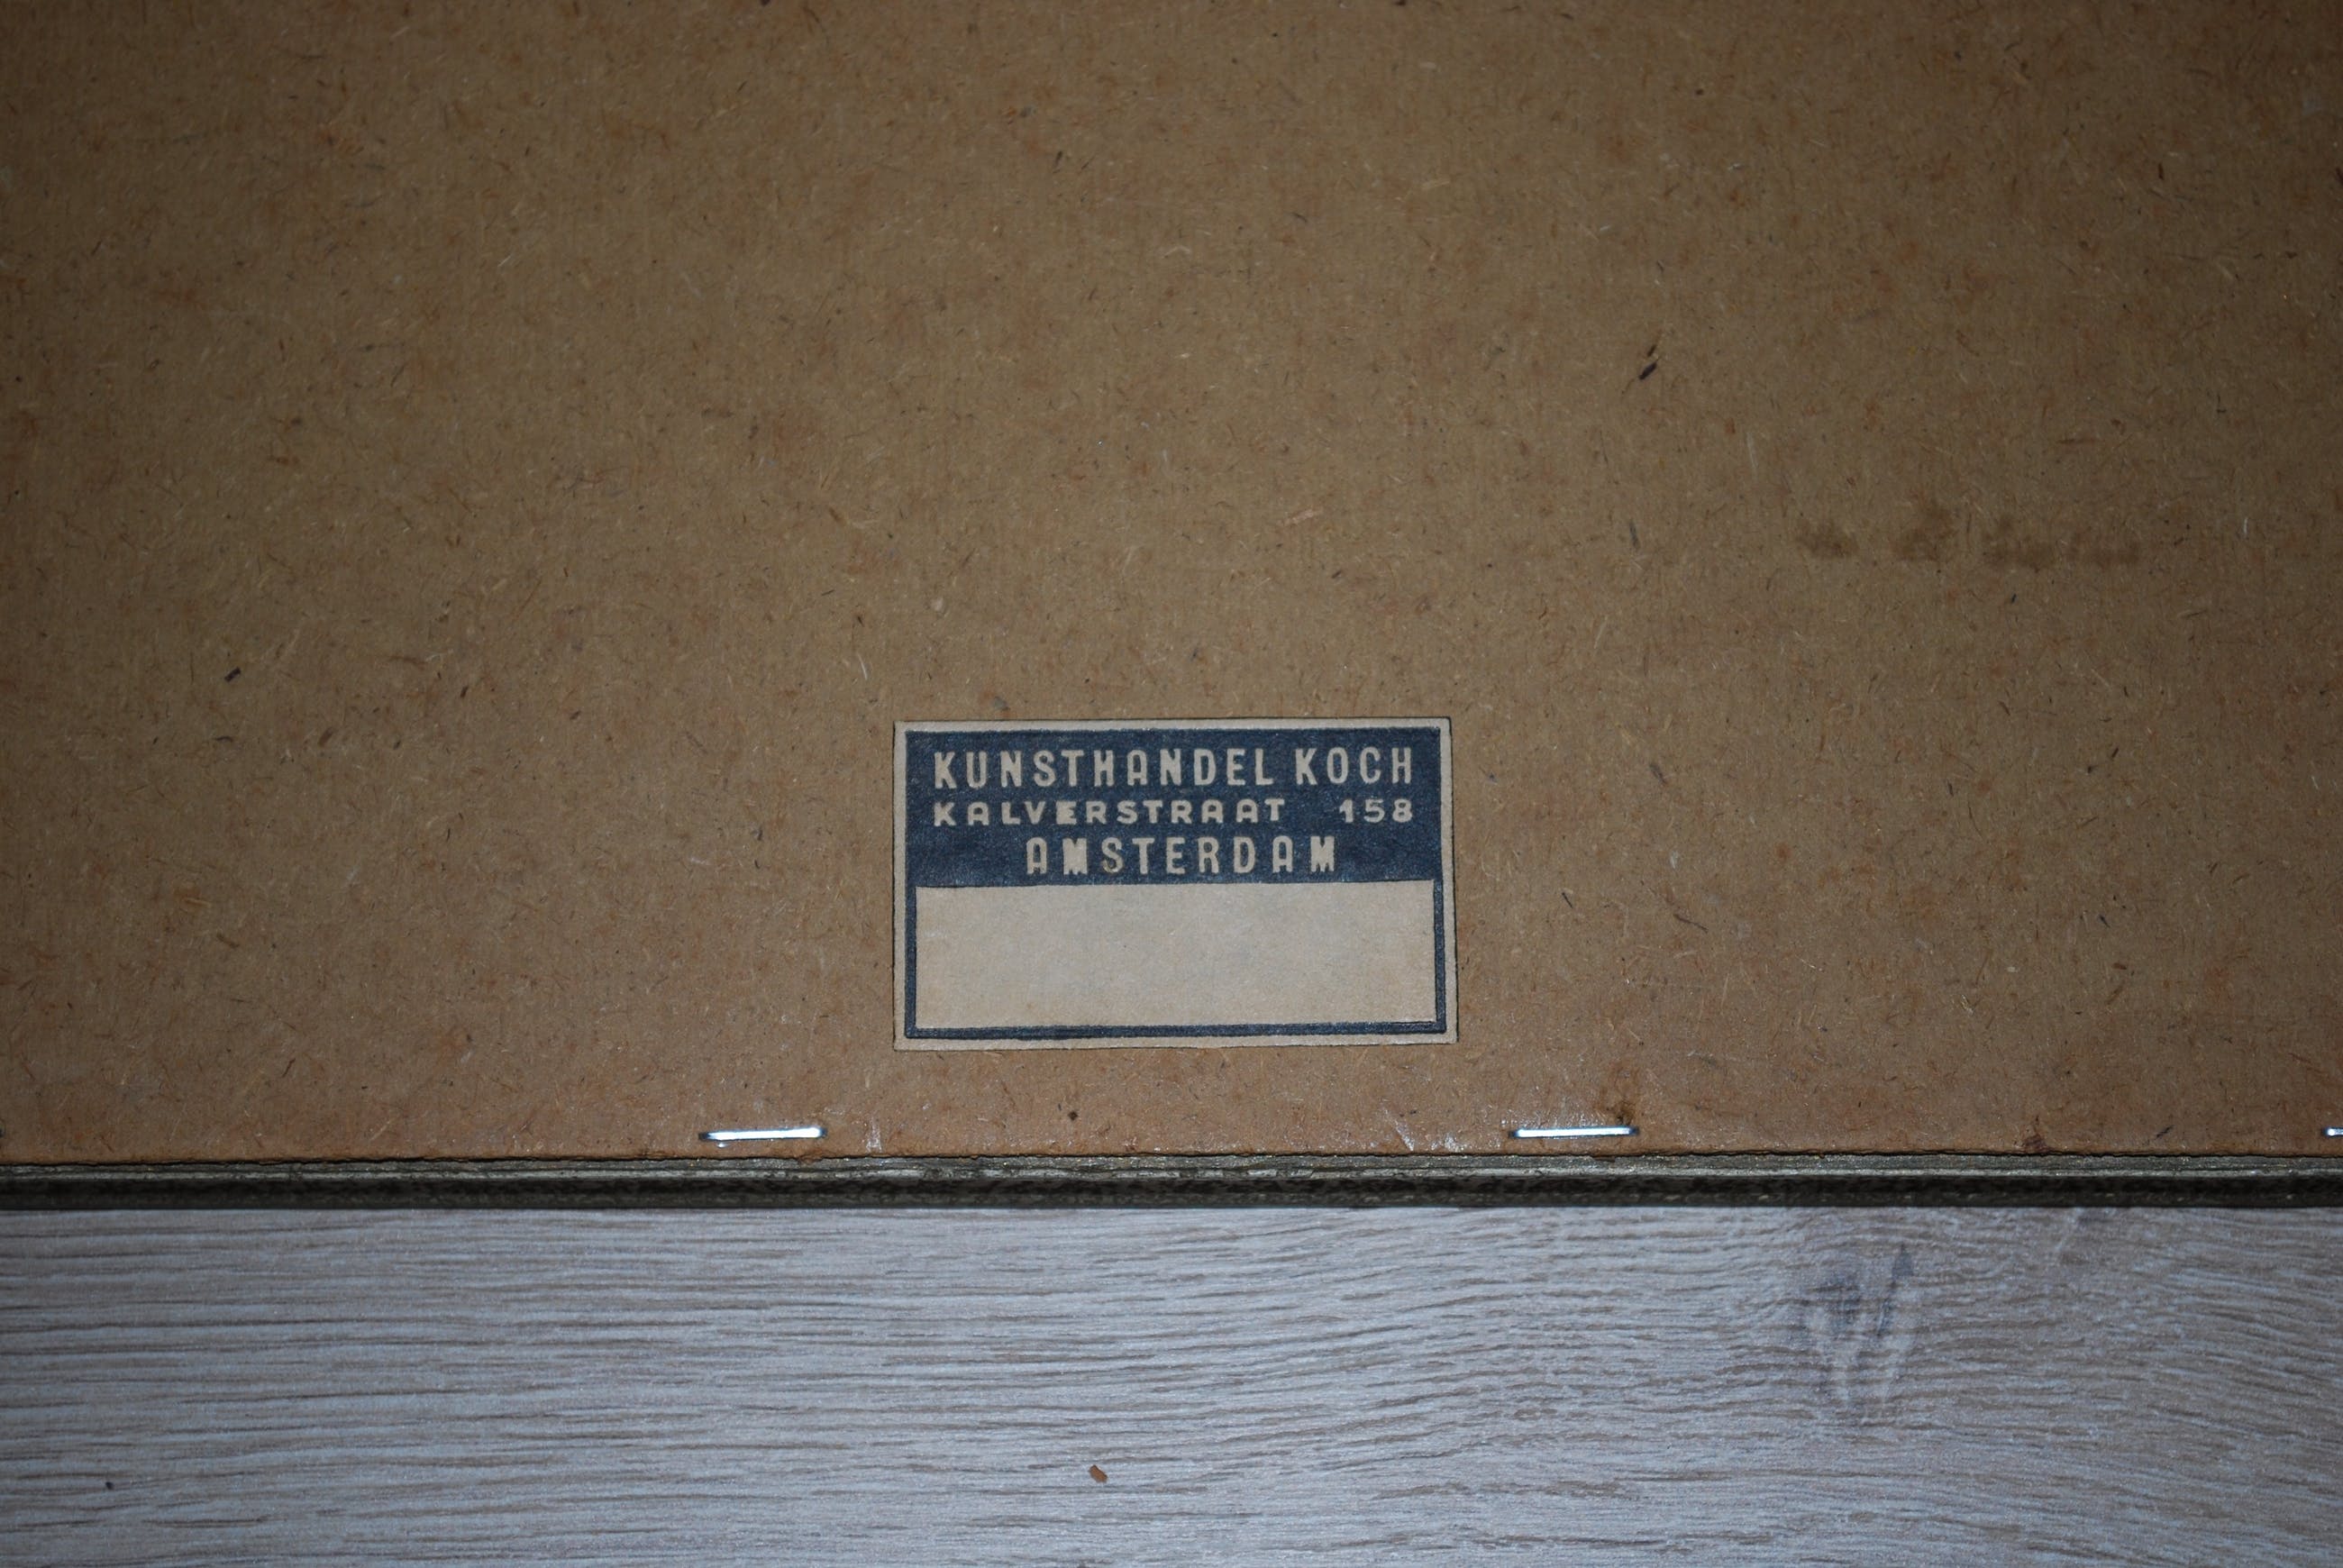 KUNSTHANDEL KOCH
KALVERSTRAAT 158
AMSTERDAM